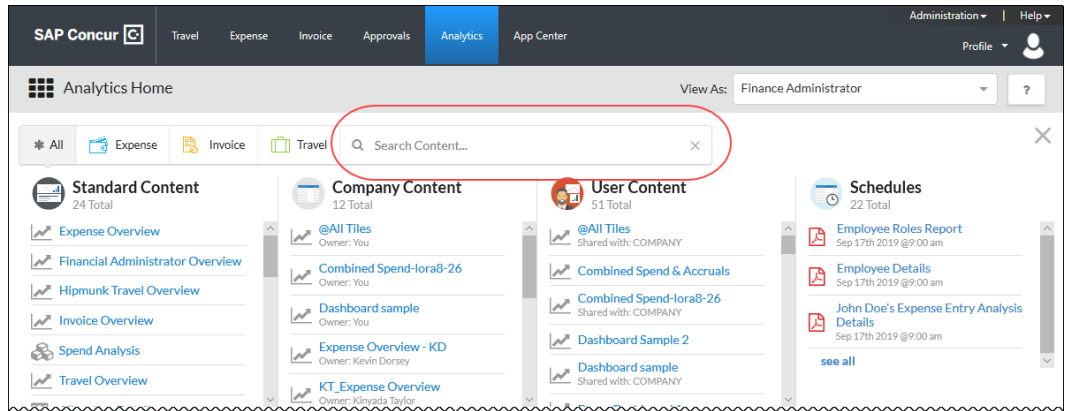 Administration | Help
SAP Concur C Travel Expense Invoice Approvals Analytics App Center
Profile
Analytics Home View As: Finance Administrator ?
All Expense Invoice Travel Search Content...
Standard Content
24 Total
Expense Overview
Financial Administrator Overview
Hipmunk Travel Overview
Invoice Overview
Spend Analysis
Travel Overview
Company Content
12 Total
@All Tiles
Owner: You
Combined Spend-lora8-26
Owner: You
Dashboard sample
Owner: You
Expense Overview - KD
Owner: Kevin Dorsey
KT_Expense Overview
Owner: Kinyada Taylor
User Content
51 Total
@All Tiles
Shared with: COMPANY
Combined Spend & Accruals
Combined Spend-lora8-26
Shared with: COMPANY
Dashboard Sample 2
Dashboard sample
Shared with: COMPANY
Schedules
22 Total
Employee Roles Report
Sep 17th 2019 @9:00 am
Employee Details
Sep 17th 2019 @9:00 am
John Doe's Expense Entry Analysis
Details
Sep 17th 2019 @9:00 am
see all